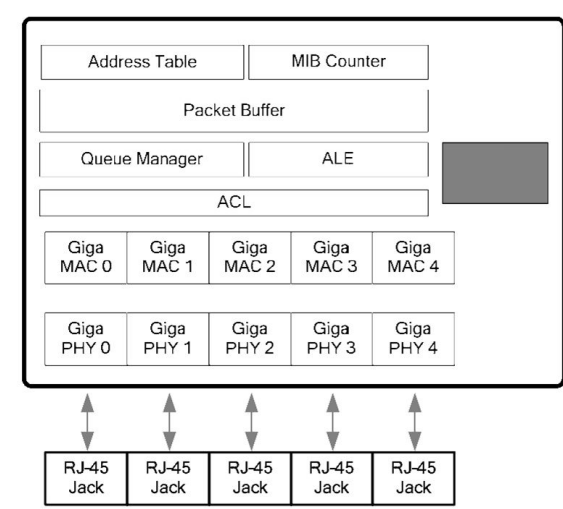 Address Table MIB Counter
Packet Buffer
Queue Manager ALE
ACL
Giga Giga Giga Giga Giga
MAC 0 MAC 1 MAC 2 MAC 3 MAC 4
Giga Giga Giga Giga Giga
PHY 0 PHY 1 PHY 2 PHY 3 PHY 4
RJ-45 RJ-45 RJ-45 RJ-45 RJ-45
Jack Jack Jack Jack Jack